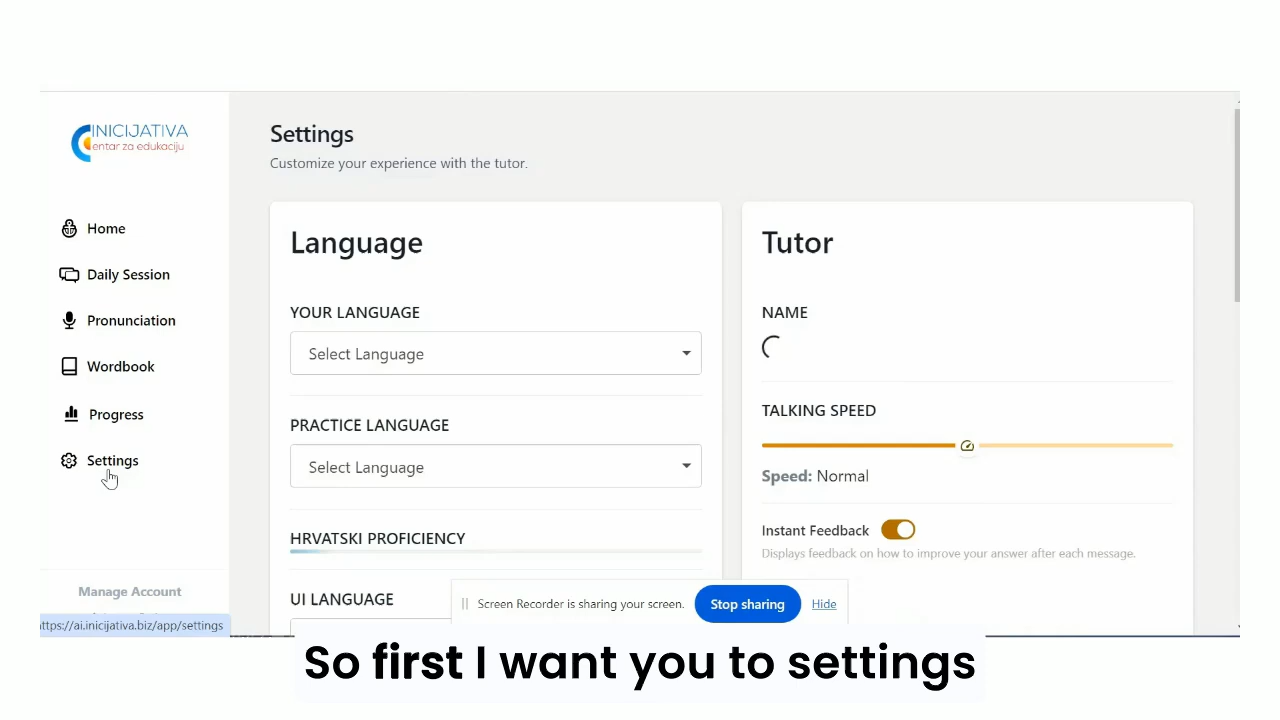 INICIJATIVA
entar za edukaciju
Home
Daily Session
Pronunciation
Wordbook
Progress
Settings
Manage Account
ttps://ai.inicijativa.biz/app/settings
Settings
Customize your experience with the tutor.
Language
YOUR LANGUAGE
Select Language
PRACTICE LANGUAGE
Select Language
HRVATSKI PROFICIENCY
UI LANGUAGE
Tutor
NAME
TALKING SPEED
Speed: Normal
Instant Feedback
Displays feedback on how to improve your answer after each message.
Screen Recorder is sharing your screen. Stop sharing Hide
So first I want you to settings